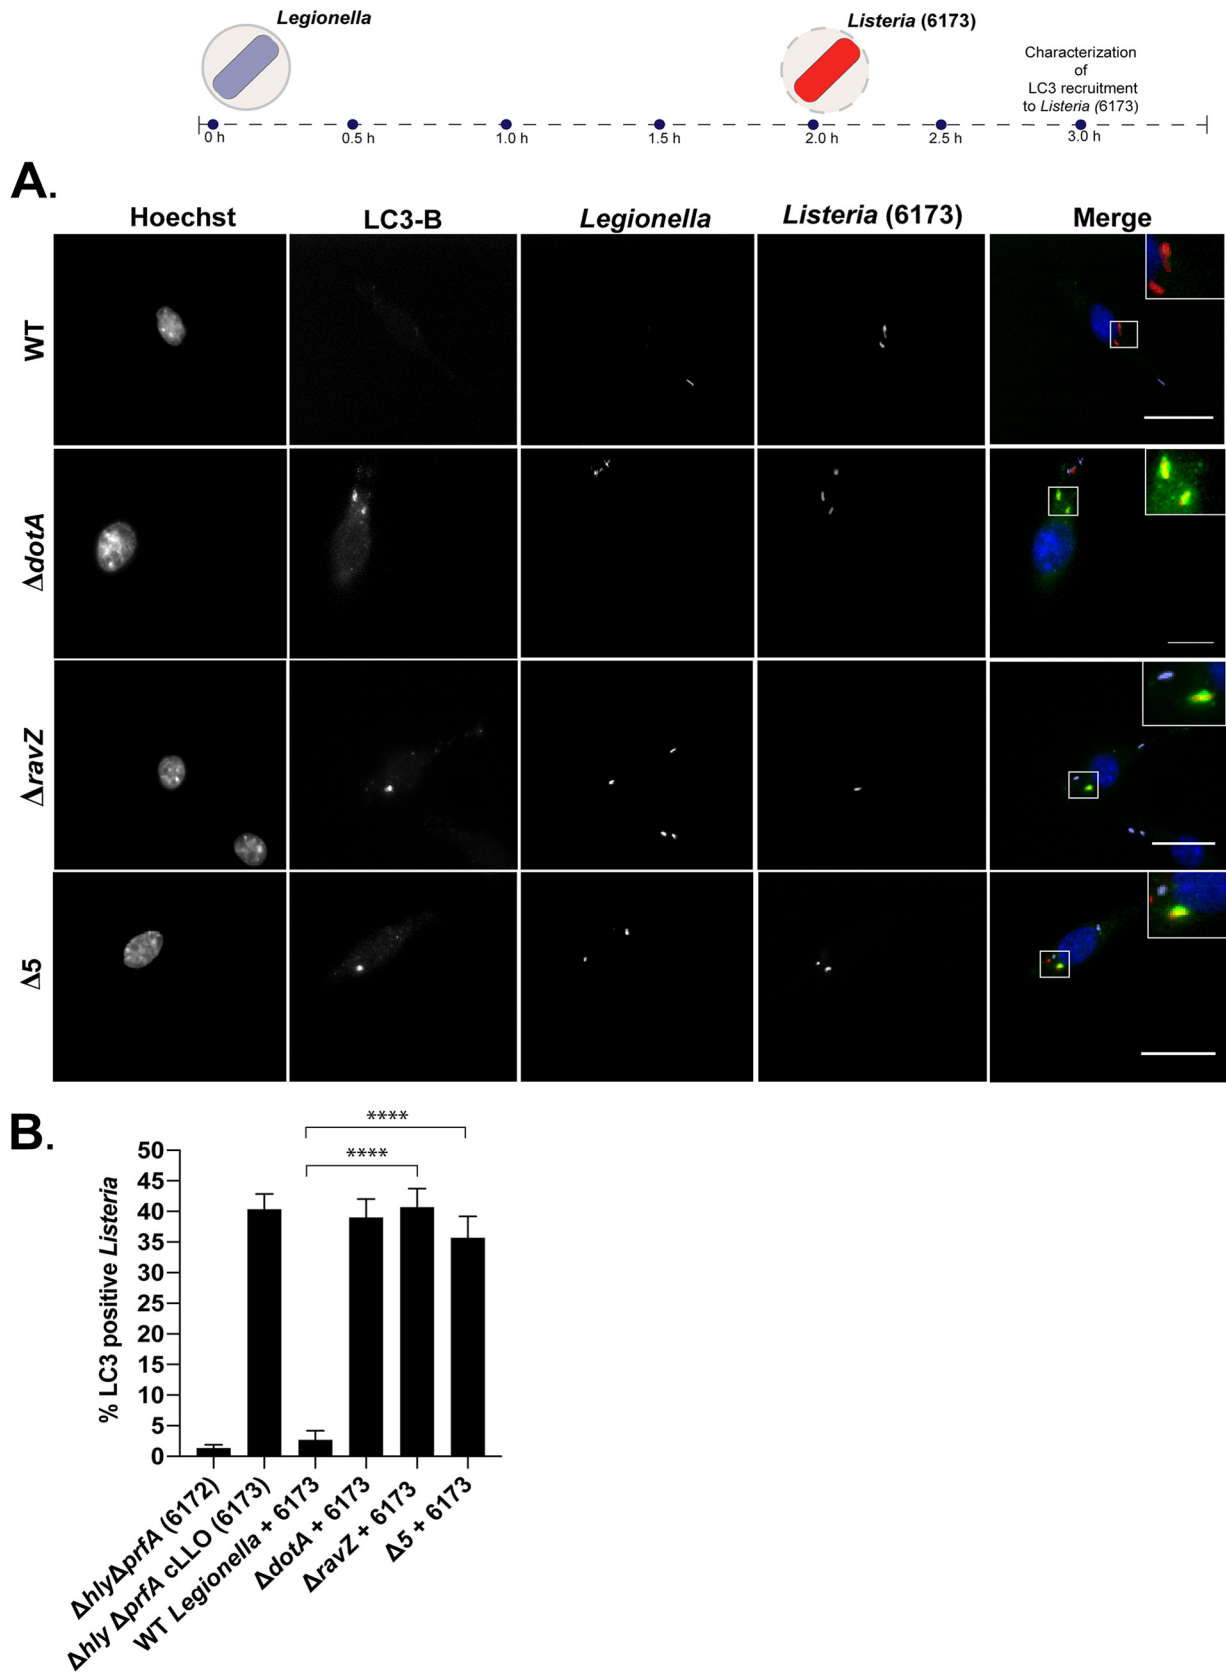 Legionella
Listeria (6173)
Characterization
of
LC3 recruitment
to Listeria (6173)
0 h
0.5 h
1.0 h
1.5 h
2.0 h
2.5 h
3.0 h
A.
Hoechst
LC3-B
Legionella
Listeria (6173)
Merge
WT
ΔdotA
ΔravZ
Δ5
B.
****
****
% LC3 positive Listeria
50
45
40
35
30
25
20
15
10
5
0
ΔhlyΔprfA (6172)
Δhly ΔprfA cLLO (6173)
WT Legionella + 6173
ΔdotA + 6173
ΔravZ + 6173
Δ5 + 6173